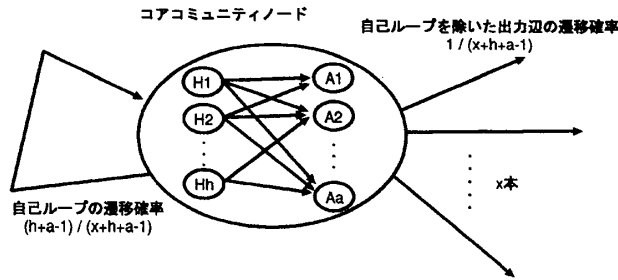 コアコミュニティノード
自己ループを除いた出力辺の遷移確率
1 / (x+h+a-1)
H1
A1
H2
A2
Hh
Aa
x本
自己ループの遷移確率
(h+a-1) / (x+h+a-1)